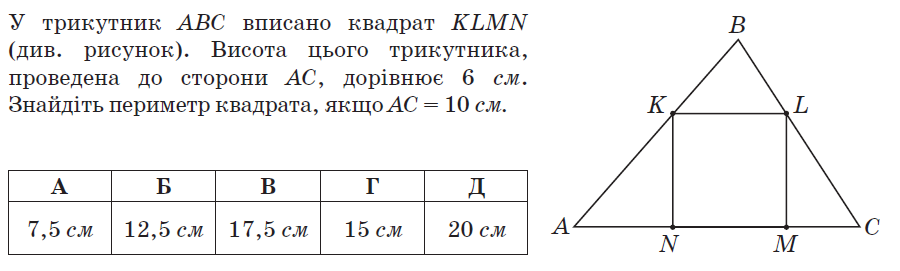 У трикутник ABC вписано квадрат KLMN
(див. рисунок). Висота цього трикутника,
проведена до сторони AC, дорівнює 6 см.
Знайдіть периметр квадрата, якщо AC = 10 см.
А Б В Г Д
7,5 см 12,5 см 17,5 см 15 см 20 см
B
K L
A C
N M